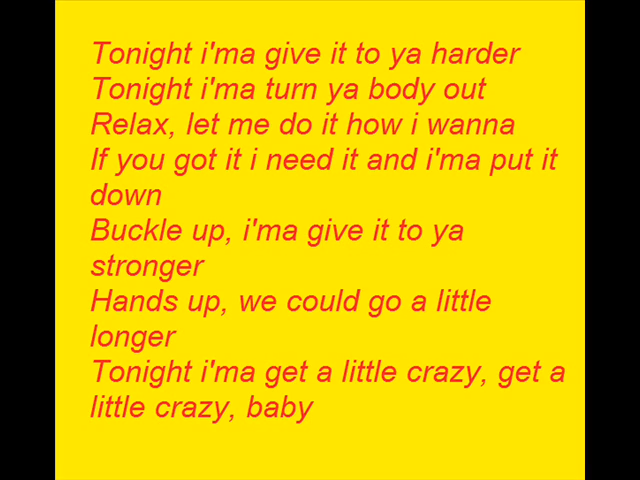 Tonight i'ma give it to ya harder
Tonight i'ma turn ya body out
Relax, let me do it how i wanna
If you got it i need it and i'ma put it
down
Buckle up, i'ma give it to ya
stronger
Hands up, we could go a little
longer
Tonight i'ma get a little crazy, get a
little crazy, baby